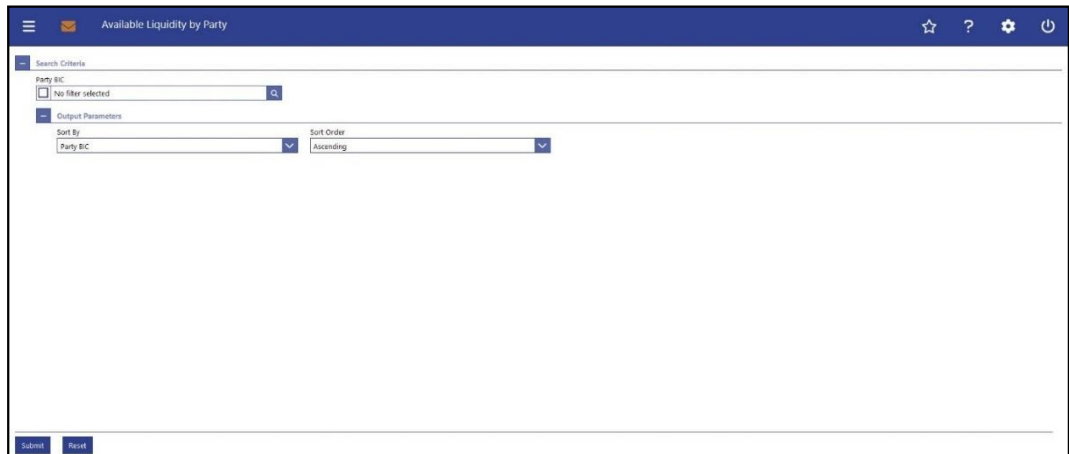 Available Liquidity by Party
?
Search Criteria
Party BIC
No filter selected
Output Parameters
Sort By
Sort Order
Party BIC
Ascending
Submit
Reset